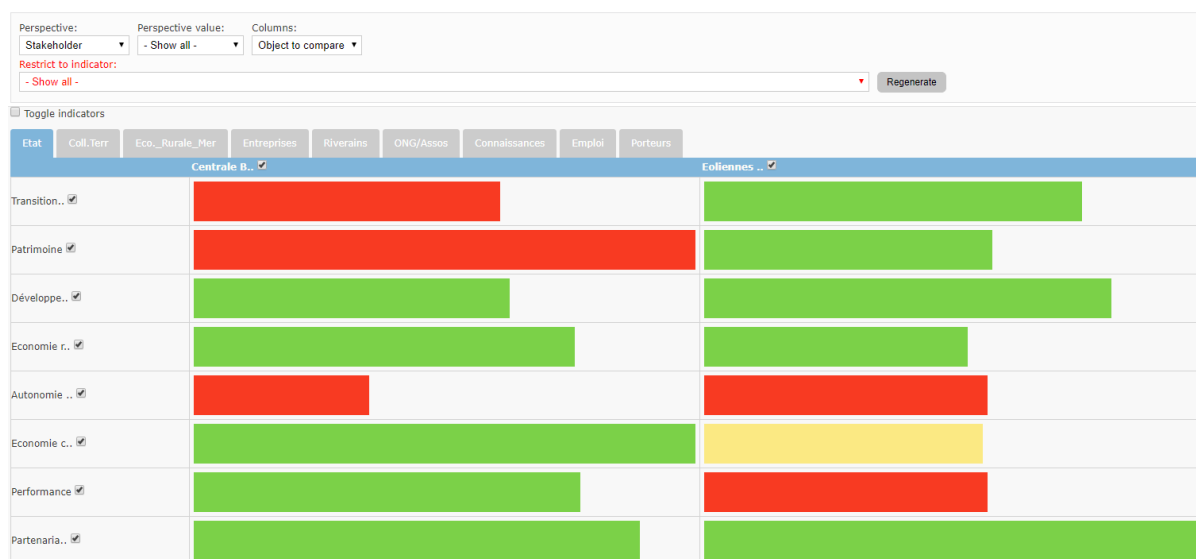 Perspective: Perspective value: Columns:
Stakeholder - Show all - Object to compare
Restrict to indicator:
- Show all - Regenerate
Toggle indicators
Etat Coll.Terr Eco._Rurale_Mer Entreprises Riverains ONG/Assos Connaissances Emploi Porteurs
Centrale B.. Eoliennes ..
Transition..
Patrimoine
Développe..
Economie r..
Autonomie ..
Economie c..
Performance
Partenaria..